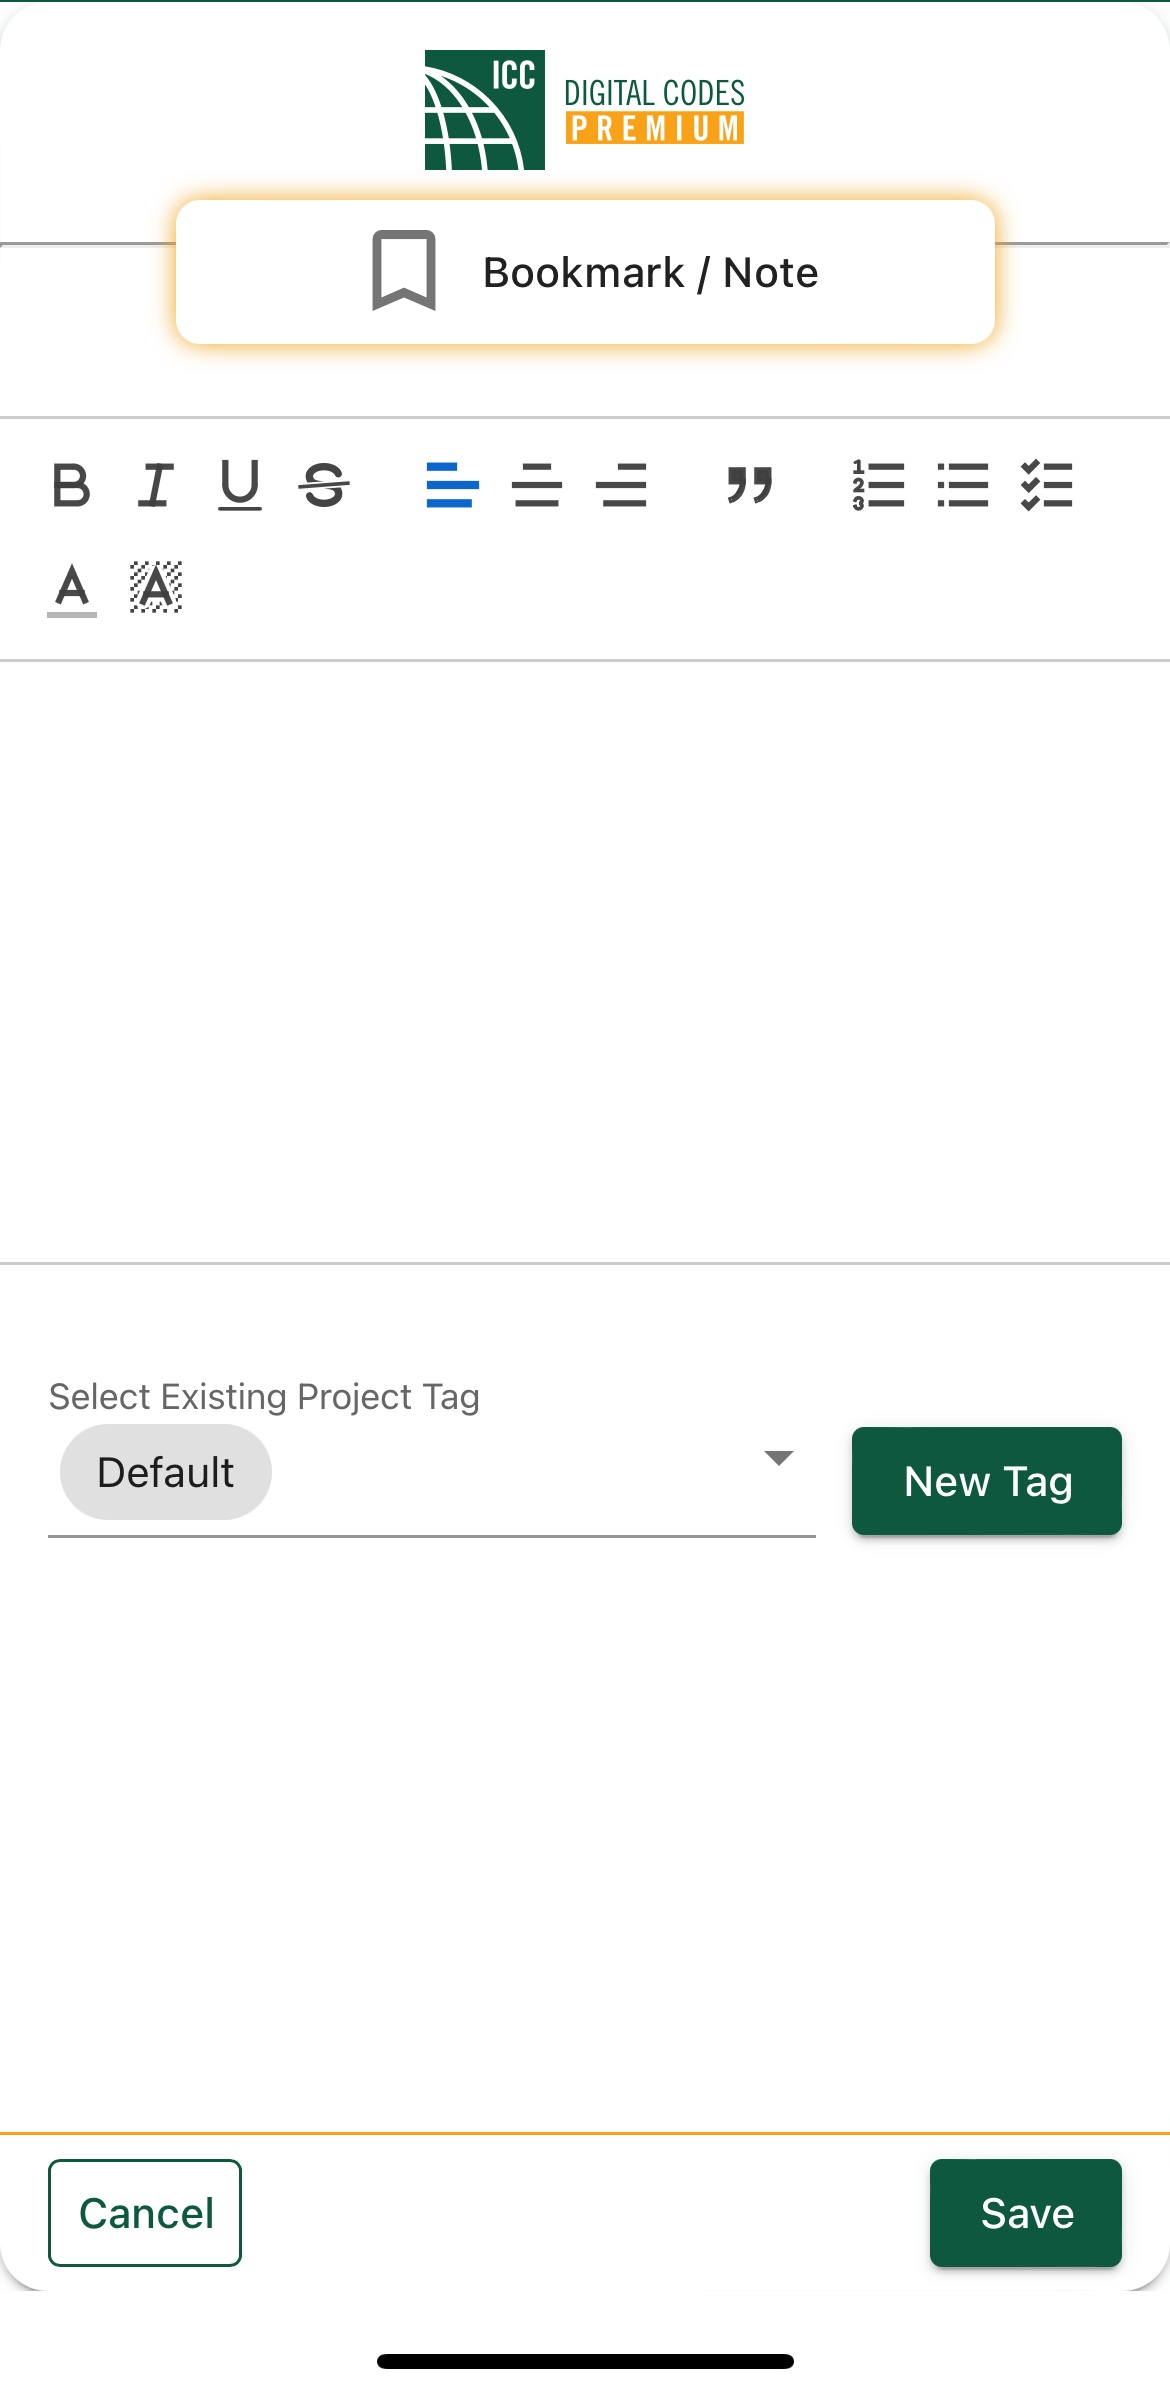 ICC
DIGITAL CODES
PREMIUM
Bookmark / Note
Select Existing Project Tag
Default
New Tag
Cancel
Save